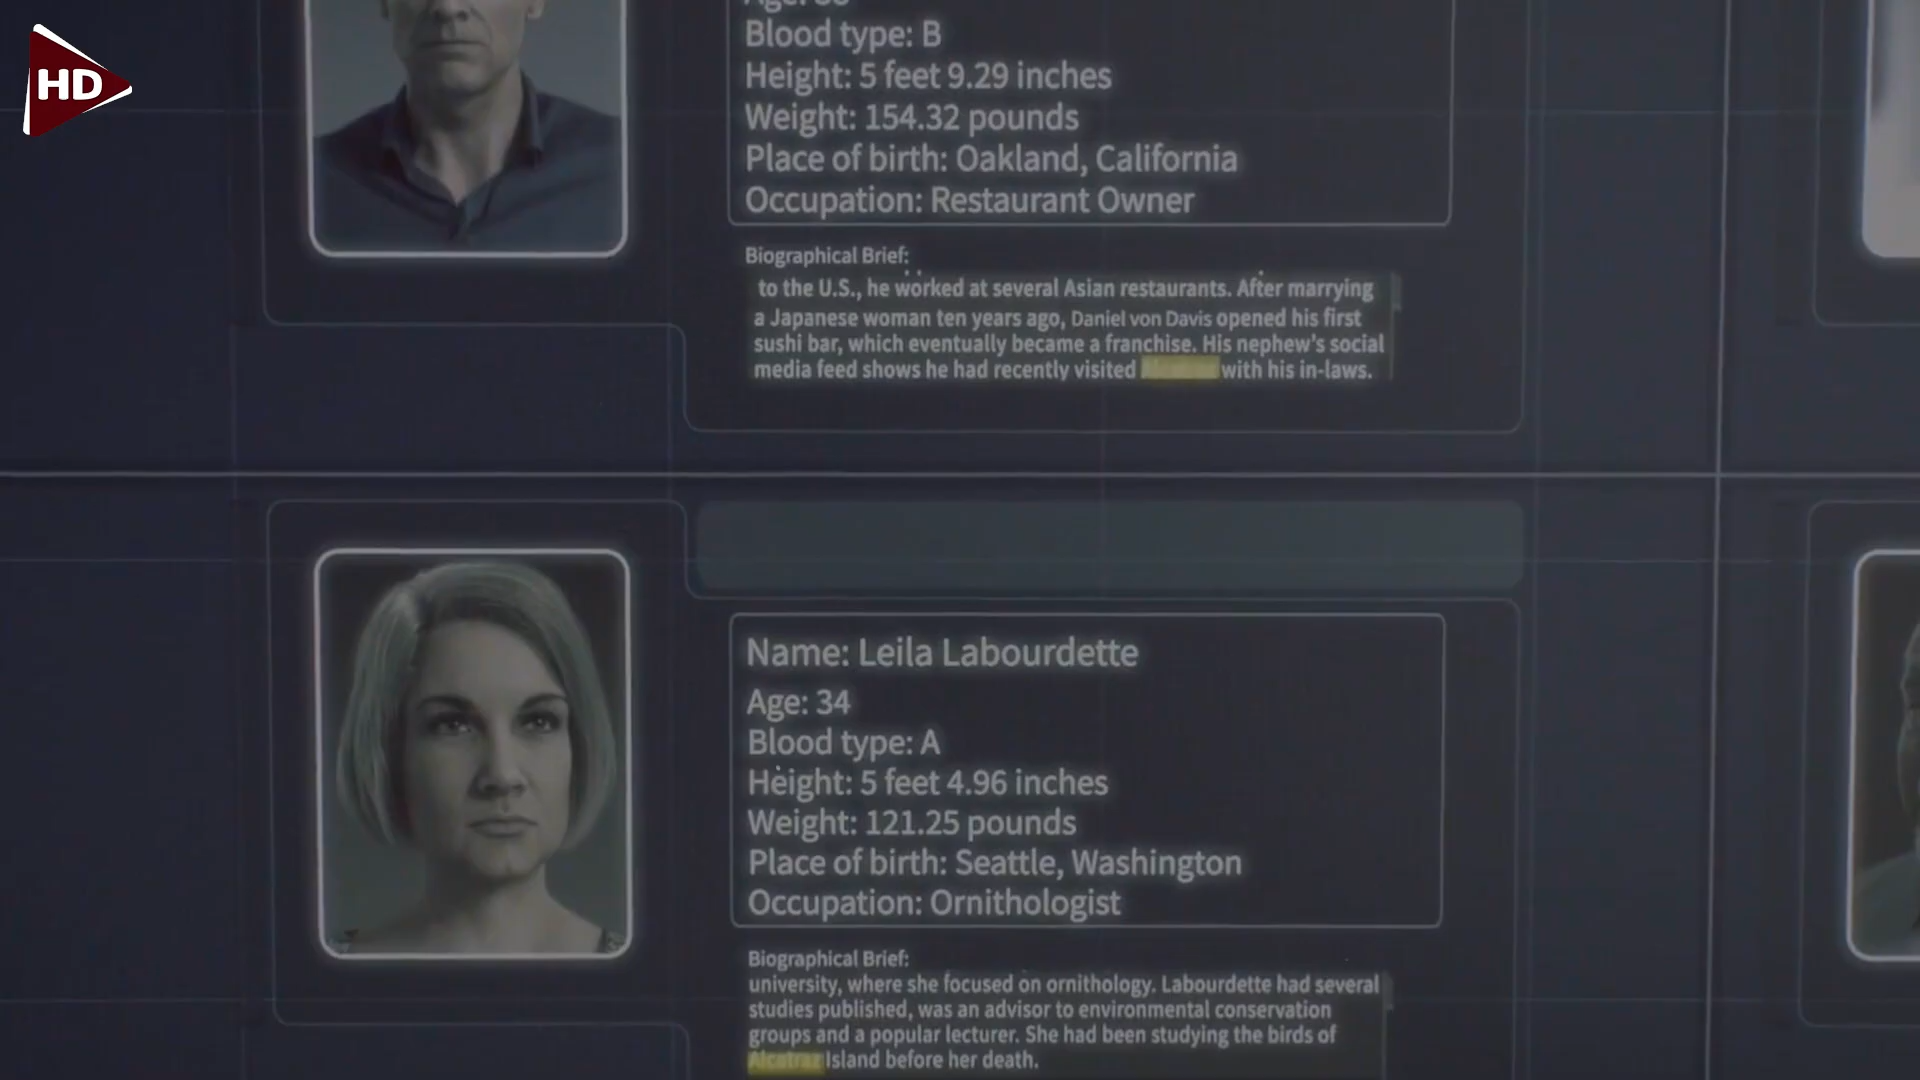 HD
Blood type: B
Height: 5 feet 9.29 inches
Weight: 154.32 pounds
Place of birth: Oakland, California
Occupation: Restaurant Owner
Biographical Brief:
to the U.S., he worked at several Asian restaurants. After marrying
a Japanese woman ten years ago, Daniel von Davis opened his first
sushi bar, which eventually became a franchise. His nephew's social
media feed shows he had recently visited with his in-laws.
Name: Leila Labourdette
Age: 34
Blood type: A
Height: 5 feet 4.96 inches
Weight: 121.25 pounds
Place of birth: Seattle, Washington
Occupation: Ornithologist
Biographical Brief:
university, where she focused on ornithology. Labourdette had several
studies published, was an advisor to environmental conservation
groups and a popular lecturer. She had been studying the birds of
Alcatraz Island before her death.